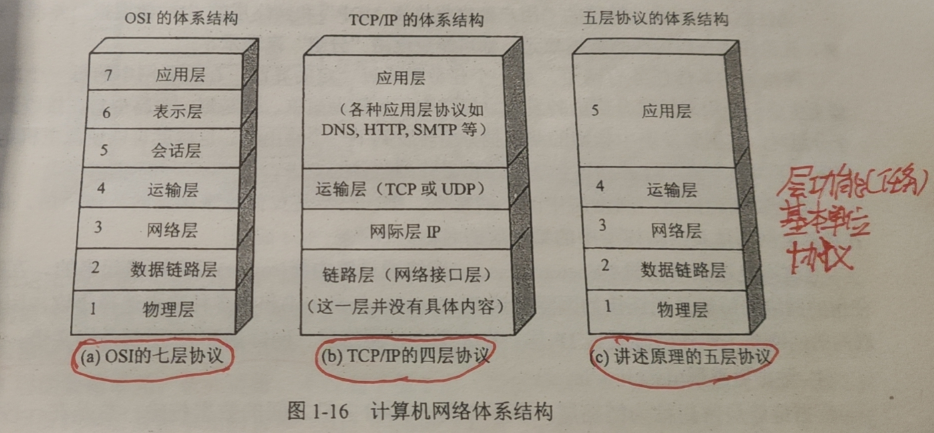 OSI 的体系结构
7 应用层
6 表示层
5 会话层
4 运输层
3 网络层
2 数据链路层
1 物理层
(a) OSI的七层协议
TCP/IP 的体系结构
应用层
（各种应用层协议如
DNS, HTTP, SMTP 等）
运输层（TCP 或 UDP）
网际层 IP
链路层（网络接口层）
（这一层并没有具体内容）
(b) TCP/IP的四层协议
五层协议的体系结构
5 应用层
4 运输层
3 网络层
2 数据链路层
1 物理层
(c) 讲述原理的五层协议
层功能（任务）
基本单位
协议
图 1-16 计算机网络体系结构